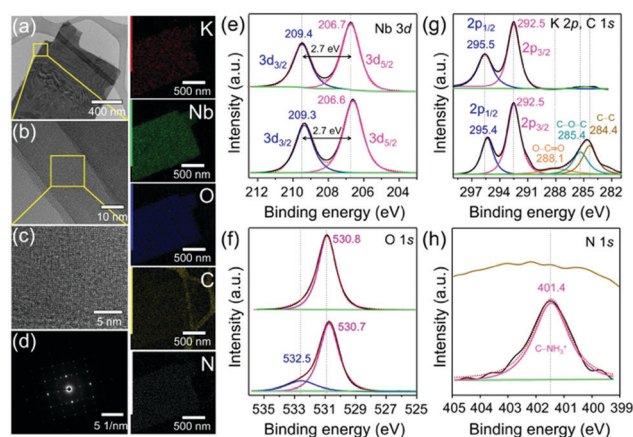 (a)
400 nm
(b)
10 nm
(c)
5 nm
(d)
5 1/nm
K
500 nm
Nb
500 nm
O
500 nm
C
500 nm
N
500 nm
(e)
Nb 3d
206.7
209.4
3d3/2
2.7 eV
3d5/2
206.6
209.3
3d3/2
2.7 eV
3d5/2
Intensity (a.u.)
212 210 208 206 204
Binding energy (eV)
(f)
O 1s
530.8
530.7
532.5
Intensity (a.u.)
535 533 531 529 527 525
Binding energy (eV)
(g)
K 2p, C 1s
2p1/2
292.5
295.5
2p3/2
2p1/2
292.5
295.4
2p3/2
C–O–C
285.4
C–C
284.4
O–C=O
288.1
Intensity (a.u.)
297 294 291 288 285 282
Binding energy (eV)
(h)
N 1s
401.4
C–NH3+
Intensity (a.u.)
405 404 403 402 401 400 399
Binding energy (eV)